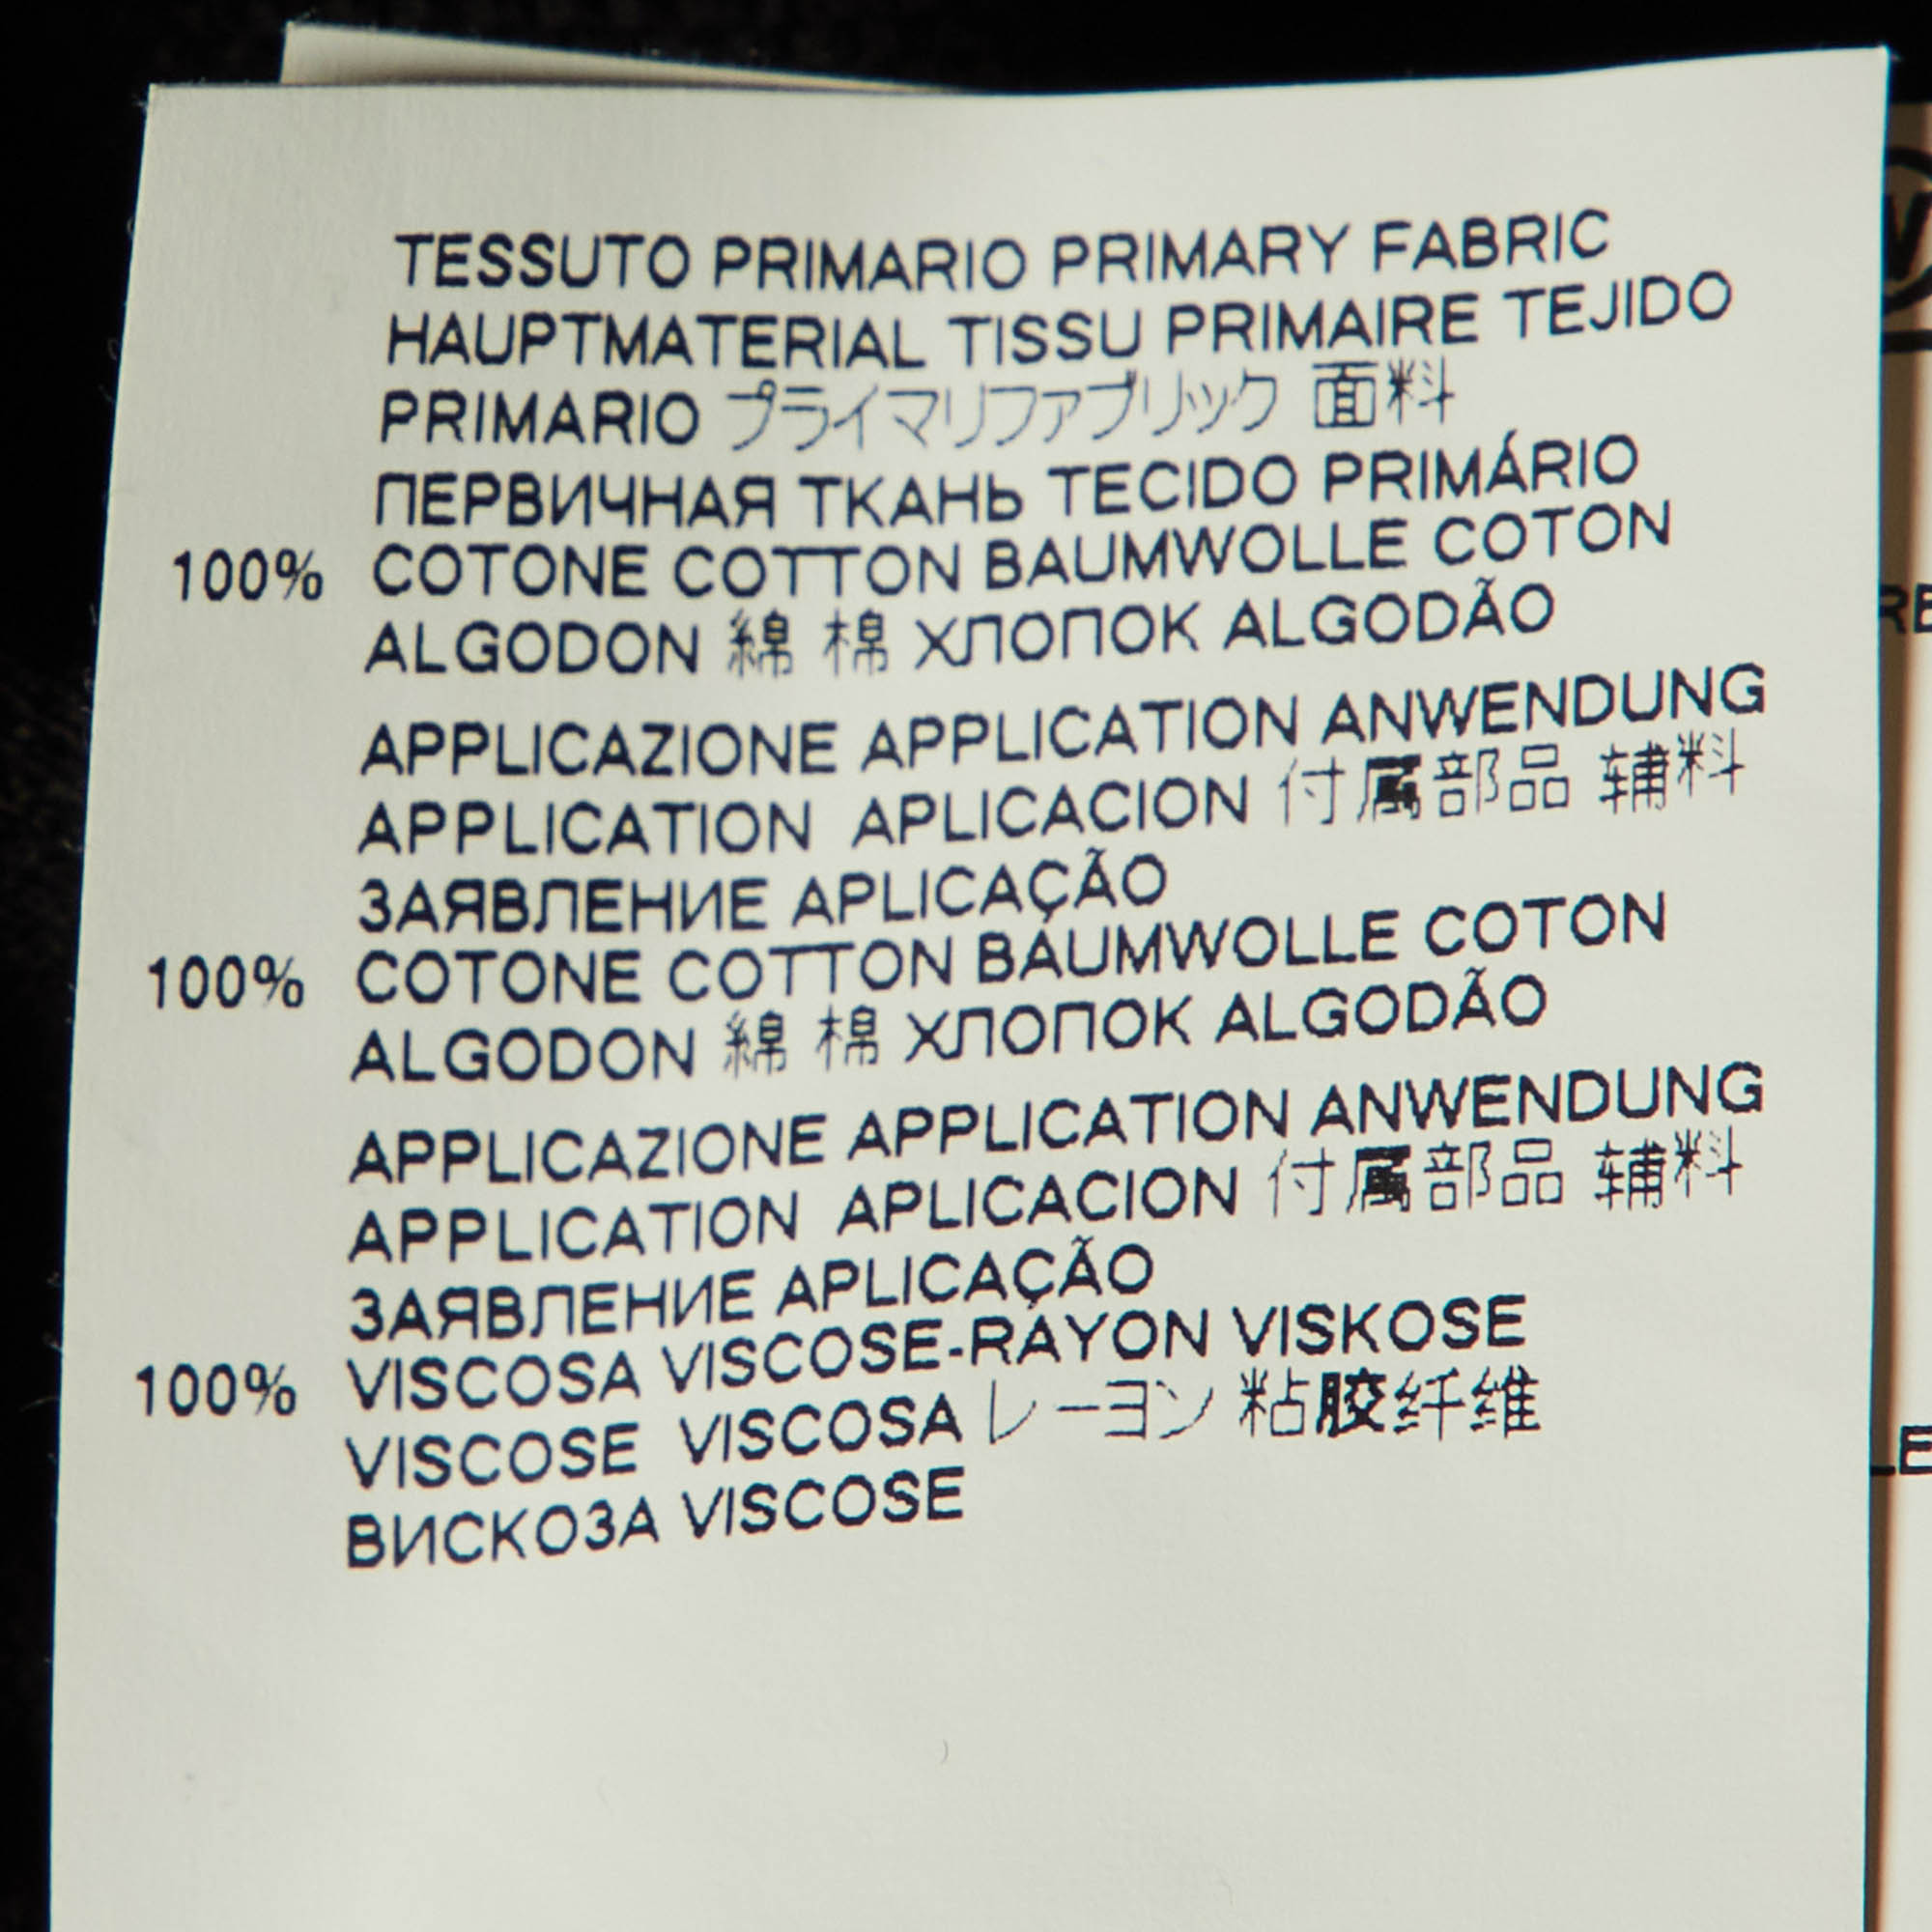 TESSUTO PRIMARIO PRIMARY FABRIC
HAUPTMATERIAL TISSU PRIMAIRE TEJIDO
PRIMARIO プライマリファブリック 面料
ПЕРВИЧНАЯ ТКАНЬ TECIDO PRIMÁRIO
100% COTONE COTTON BAUMWOLLE COTON
ALGODON 綿 棉 ХЛОПОК ALGODÃO
APPLICAZIONE APPLICATION ANWENDUNG
APPLICATION APLICACION 付属部品 辅料
ЗАЯВЛЕНИЕ APLICAÇÃO
100% COTONE COTTON BAUMWOLLE COTON
ALGODON 綿 棉 ХЛОПОК ALGODÃO
APPLICAZIONE APPLICATION ANWENDUNG
APPLICATION APLICACION 付属部品 辅料
ЗАЯВЛЕНИЕ APLICAÇÃO
100% VISCOSA VISCOSE-RAYON VISKOSE
VISCOSE VISCOSA レーヨン 粘胶纤维
ВИСКОЗА VISCOSE